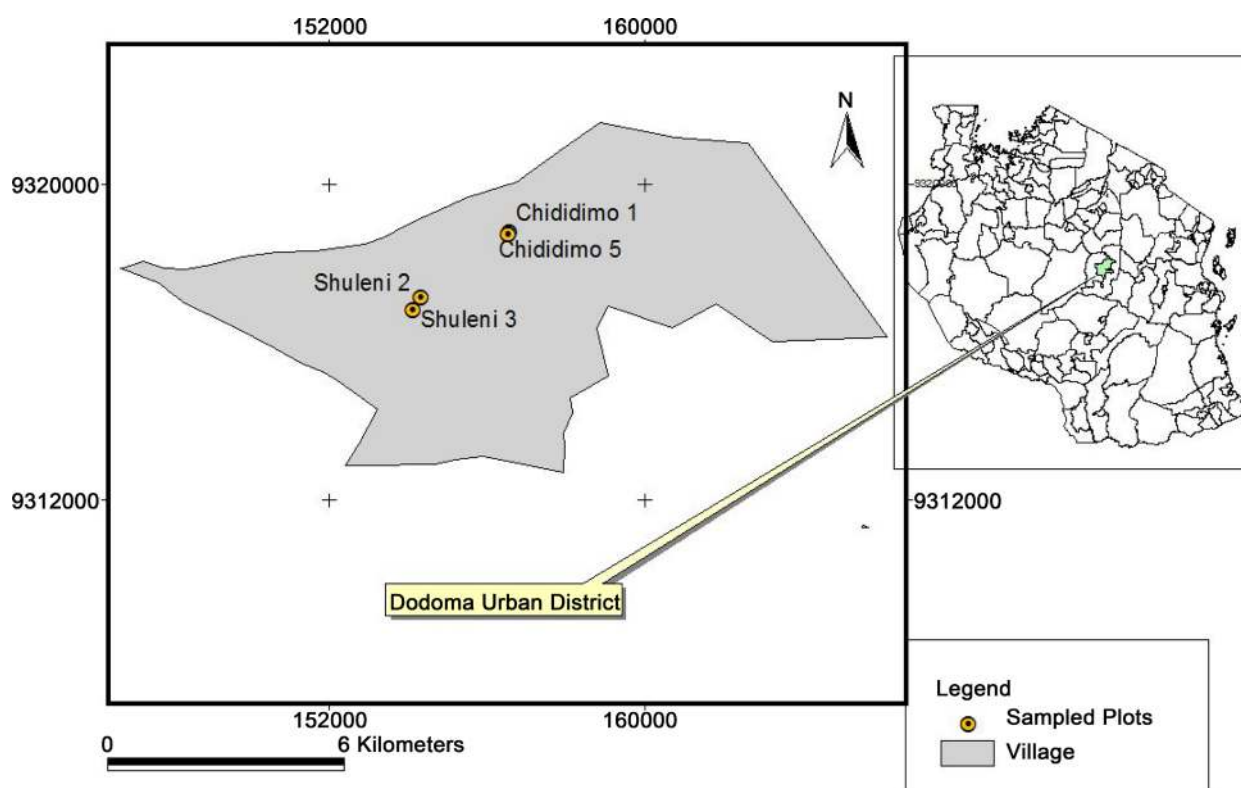 152000
160000
N
9320000
9320000
Chididimo 1
Chididimo 5
Shuleni 2
Shuleni 3
9312000
9312000
Dodoma Urban District
152000
160000
0
6 Kilometers
Legend
Sampled Plots
Village